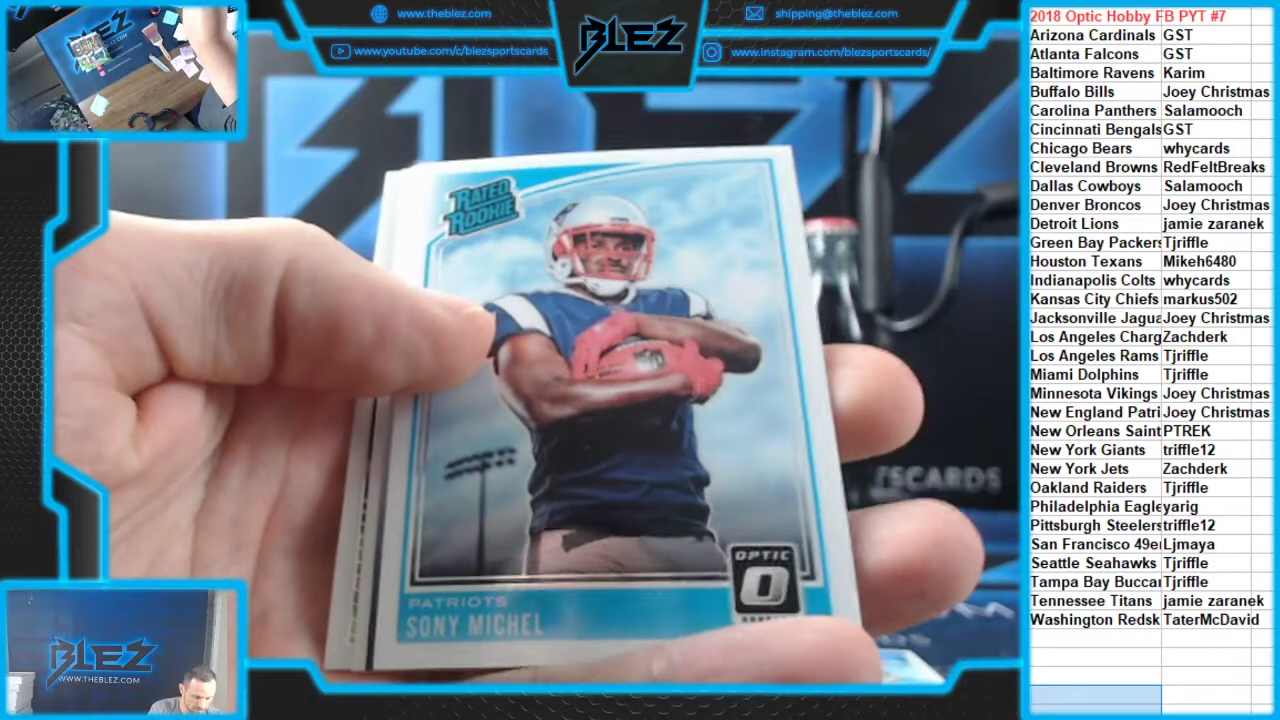 www.theblez.com
www.youtube.com/c/blezsportscards
BLEZ
shipping@theblez.com
www.instagram.com/blezsportscards/
RATED
ROOKIE
OPTIC
O
PATRIOTS
SONY MICHEL
BLEZ
WWW.THEBLEZ.COM
2018 Optic Hobby FB PYT #7
Arizona Cardinals GST
Atlanta Falcons GST
Baltimore Ravens Karim
Buffalo Bills Joey Christmas
Carolina Panthers Salamooch
Cincinnati Bengals GST
Chicago Bears whycards
Cleveland Browns RedFeltBreaks
Dallas Cowboys Salamooch
Denver Broncos Joey Christmas
Detroit Lions jamie zaranek
Green Bay Packers Tjriffle
Houston Texans Mikeh6480
Indianapolis Colts whycards
Kansas City Chiefs markus502
Jacksonville Jagua Joey Christmas
Los Angeles Charg Zachderk
Los Angeles Rams Tjriffle
Miami Dolphins Tjriffle
Minnesota Vikings Joey Christmas
New England Patri Joey Christmas
New Orleans Saint PTREK
New York Giants triffle12
New York Jets Zachderk
Oakland Raiders Tjriffle
Philadelphia Eagle yarig
Pittsburgh Steelers triffle12
San Francisco 49e Ljmaya
Seattle Seahawks Tjriffle
Tampa Bay Bucca Tjriffle
Tennessee Titans jamie zaranek
Washington Redsk TaterMcDavid